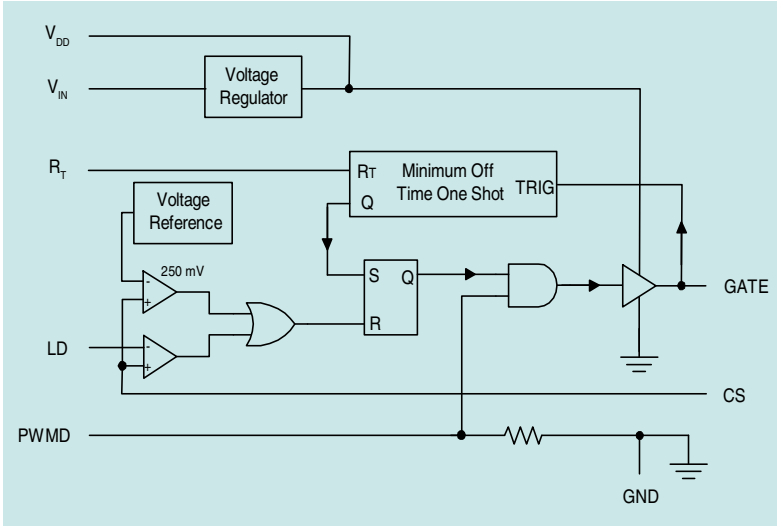 V_DD
V_IN
Voltage
Regulator
R_T
RT
Q
Minimum Off
Time One Shot
TRIG
Voltage
Reference
250 mV
-
+
S
Q
R
GATE
LD
-
+
CS
PWMD
GND